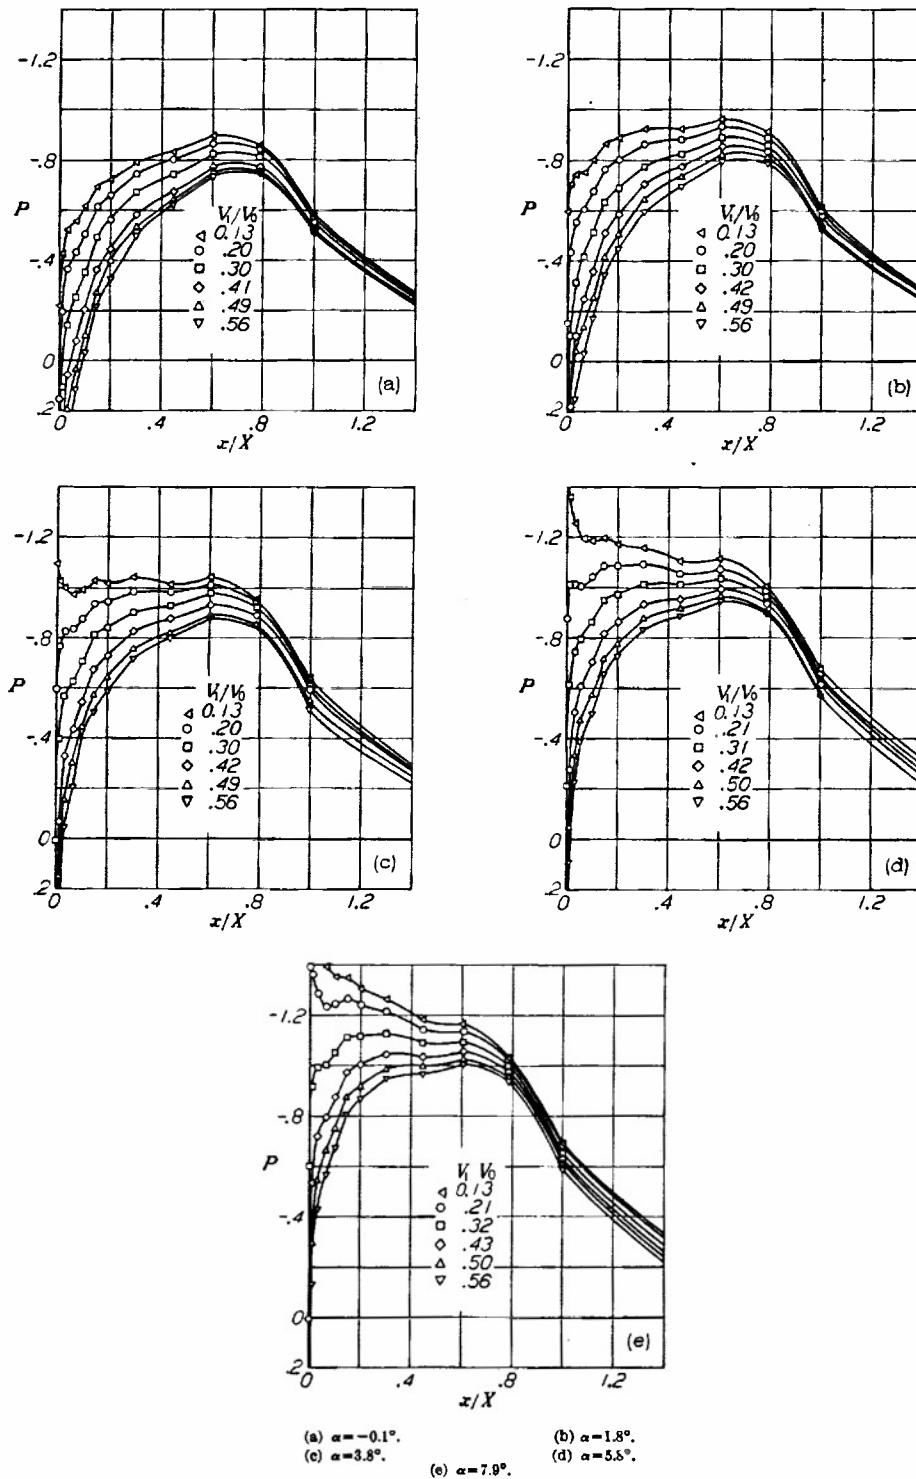 -1.2
-.8
P
-.4
0
.2
0 .4 .8 1.2
x/X
V₁/V₀
◁ 0.13
○ .20
□ .30
◇ .41
△ .49
▽ .56
(a)
-1.2
-.8
P
-.4
0
.2
0 .4 .8 1.2
x/X
V₁/V₀
◁ 0.13
○ .20
□ .30
◇ .42
△ .49
▽ .56
(b)
-1.2
-.8
P
-.4
0
.2
0 .4 .8 1.2
x/X
V₁/V₀
◁ 0.13
○ .20
□ .30
◇ .42
△ .49
▽ .56
(c)
-1.2
-.8
P
-.4
0
.2
0 .4 .8 1.2
x/X
V₁/V₀
◁ 0.13
○ .21
□ .31
◇ .42
△ .50
▽ .56
(d)
-1.2
-.8
P
-.4
.0
.2
0 .4 .8 1.2
x/X
V₁ V₀
◁ 0.13
○ .21
□ .32
◇ .43
△ .50
▽ .56
(e)
(a) α=-0.1°. (b) α=1.8°.
(c) α=3.8°. (d)
(e) α=7.9°.